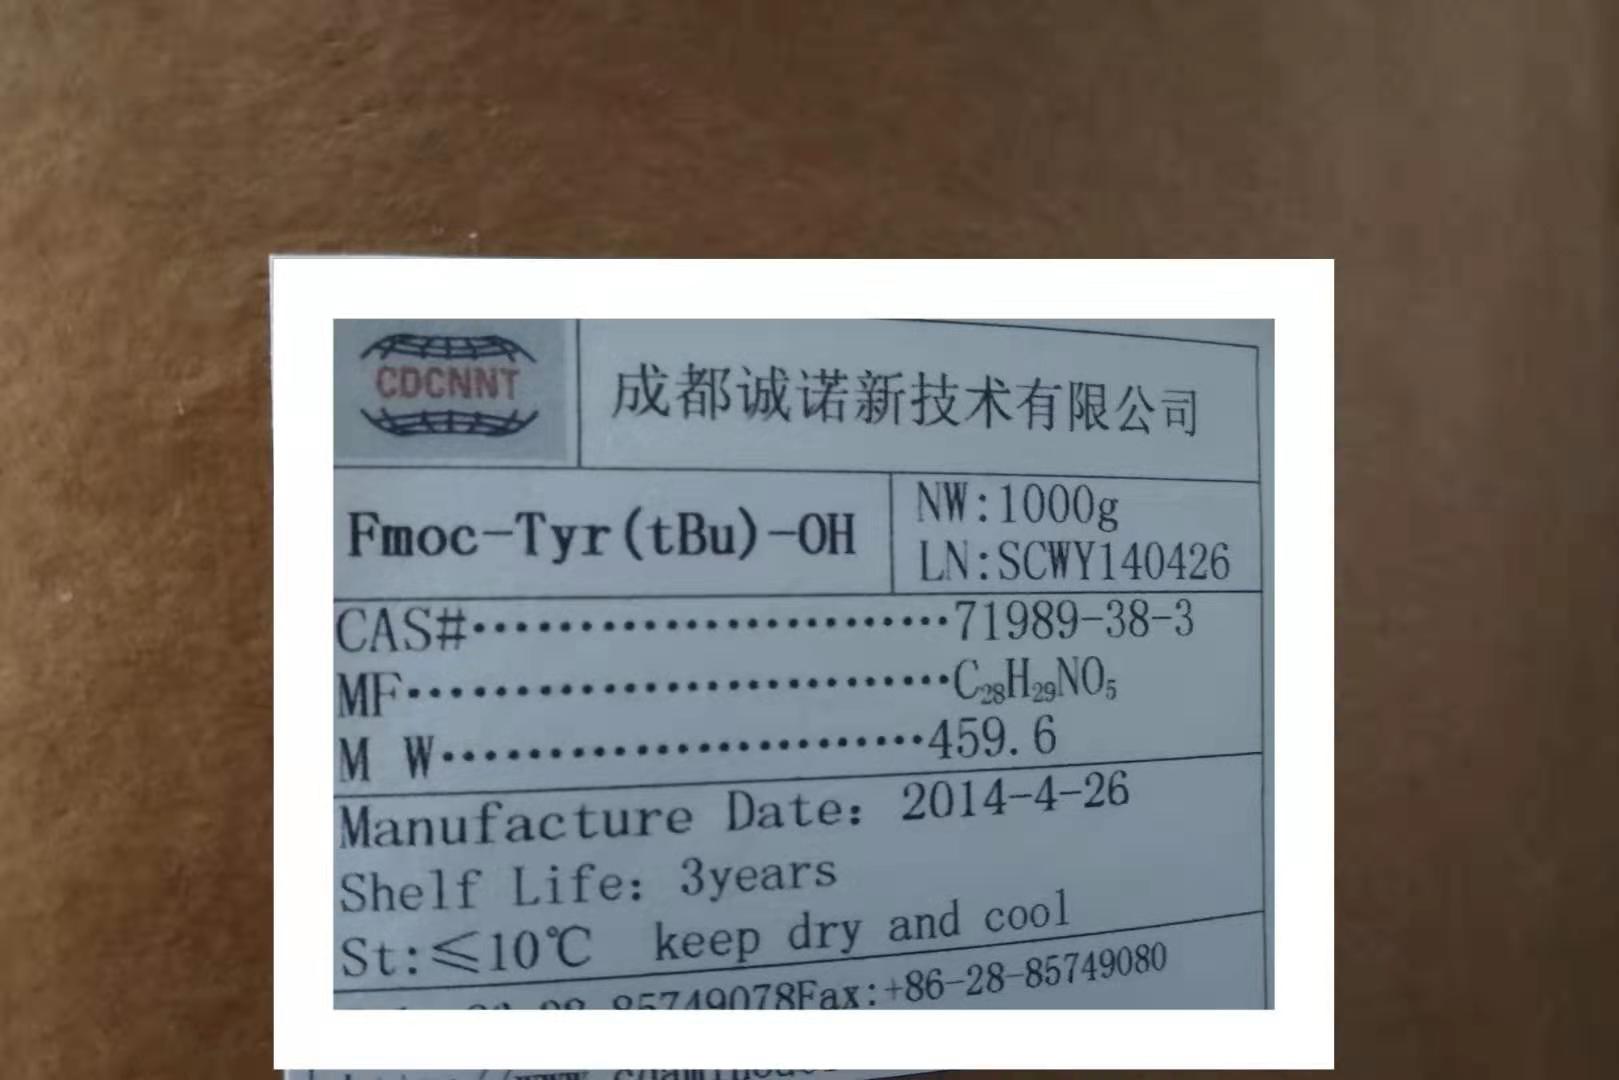 CDCNNT
成都诚诺新技术有限公司
Fmoc-Tyr(tBu)-OH
NW:1000g
LN:SCWY140426
CAS#························71989-38-3
MF···························C₂₈H₂₉NO₅
M W························459.6
Manufacture Date: 2014-4-26
Shelf Life: 3years
St:≤10℃ keep dry and cool
85749078Fax:+86-28-85749080